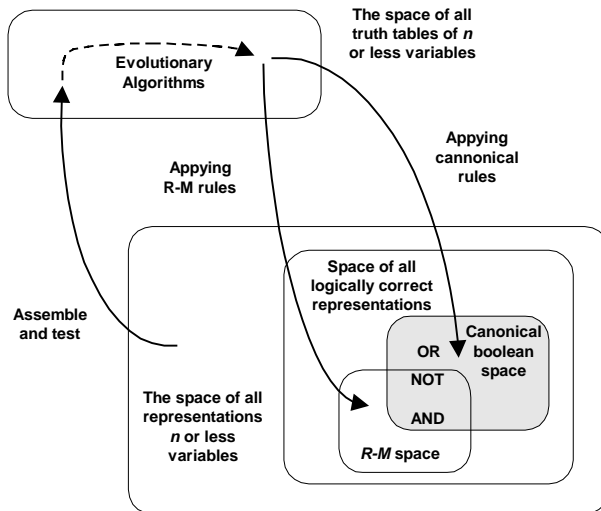 The space of all
truth tables of n
or less variables
Evolutionary
Algorithms
Appying
R-M rules
Appying
cannonical
rules
Assemble
and test
Space of all
logically correct
representations
Canonical
boolean
space
OR
NOT
AND
R-M space
The space of all
representations
n or less
variables